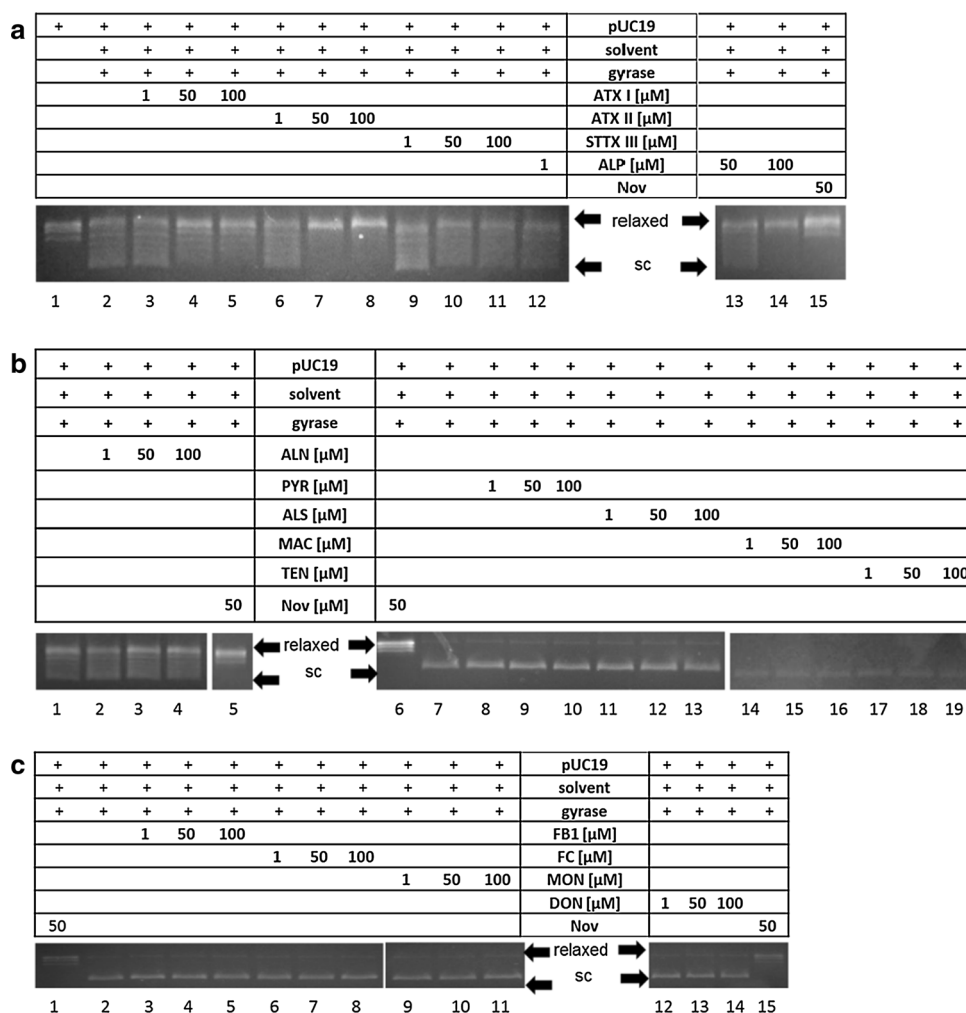 a
+ + + + + + + + + + + + pUC19 + + +
+ + + + + + + + + + + solvent + + +
+ + + + + + + + + + + gyrase + + +
1 50 100 ATX I [µM]
1 50 100 ATX II [µM]
1 50 100 STTX III [µM]
1 ALP [µM] 50 100
Nov 50
relaxed
sc
1 2 3 4 5 6 7 8 9 10 11 12 13 14 15
b
+ + + + + pUC19 + + + + + + + + + + + + + +
+ + + + + solvent + + + + + + + + + + + + + +
+ + + + + gyrase + + + + + + + + + + + + + +
1 50 100 ALN [µM]
PYR [µM] 1 50 100
ALS [µM] 1 50 100
MAC [µM] 1 50 100
TEN [µM] 1 50 100
50 Nov [µM] 50
relaxed
sc
1 2 3 4 5 6 7 8 9 10 11 12 13 14 15 16 17 18 19
c
+ + + + + + + + + + + pUC19 + + + +
+ + + + + + + + + + + solvent + + + +
+ + + + + + + + + + + gyrase + + + +
1 50 100 FB1 [µM]
1 50 100 FC [µM]
1 50 100 MON [µM]
DON [µM] 1 50 100
50 Nov 50
relaxed
sc
1 2 3 4 5 6 7 8 9 10 11 12 13 14 15